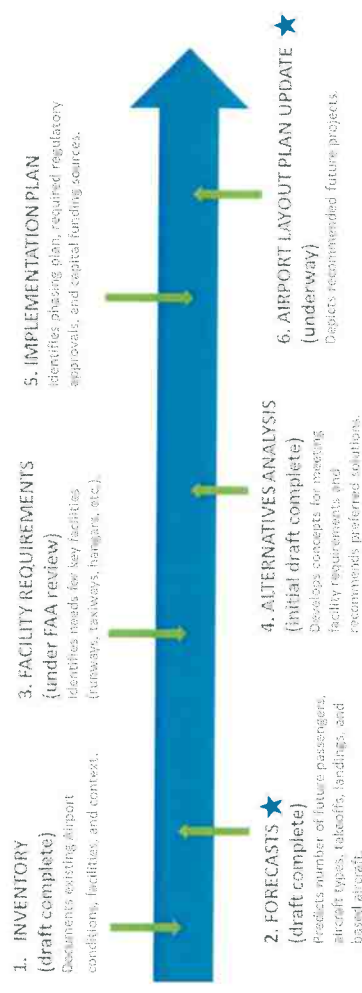 1. INVENTORY
(draft complete)
Documents existing airport
conditions, facilities, and context.
2. FORECASTS
(draft complete)
Predicts number of future passengers,
aircraft types, takeoffs, landings, and
based aircraft.
3. FACILITY REQUIREMENTS
(under FAA review)
Identifies needs for key facilities
(runways, taxiways, hangars, etc.).
4. ALTERNATIVES ANALYSIS
(initial draft complete)
Develops concepts for meeting
facility requirements and
recommends preferred solutions.
5. IMPLEMENTATION PLAN
Identifies phasing plan, required regulatory
approvals, and capital funding sources.
6. AIRPORT LAYOUT PLAN UPDATE
(underway)
Depicts recommended future projects.